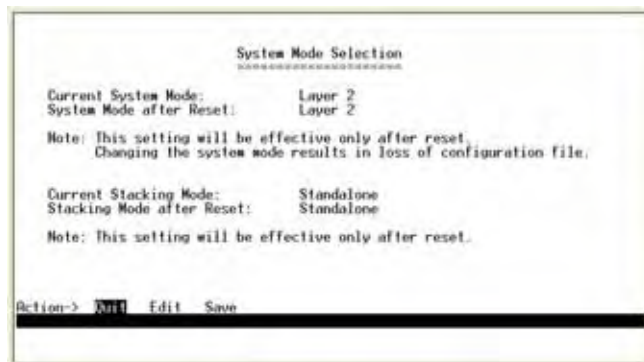 System Mode Selection
Current System Mode: Layer 2
System Mode after Reset: Layer 2
Note: This setting will be effective only after reset.
Changing the system mode results in loss of configuration file.
Current Stacking Mode: Standalone
Stacking Mode after Reset: Standalone
Note: This setting will be effective only after reset.
Action-> Quit Edit Save